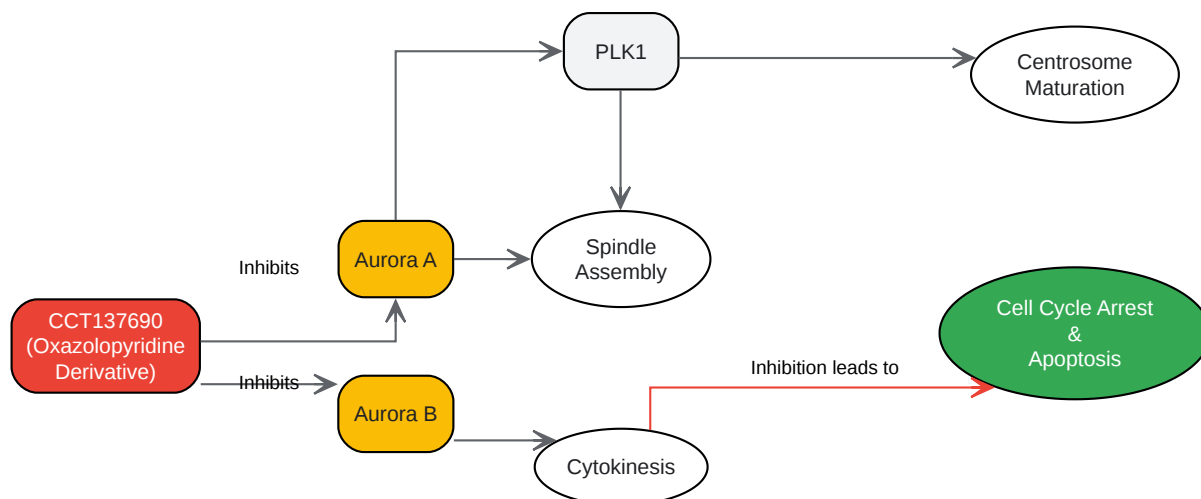 PLK1
Centrosome
Maturation
Inhibits
Aurora A
Spindle
Assembly
CCT137690
(Oxazolopyridine
Derivative)
Inhibits
Aurora B
Cytokinesis
Inhibition leads to
Cell Cycle Arrest
&
Apoptosis